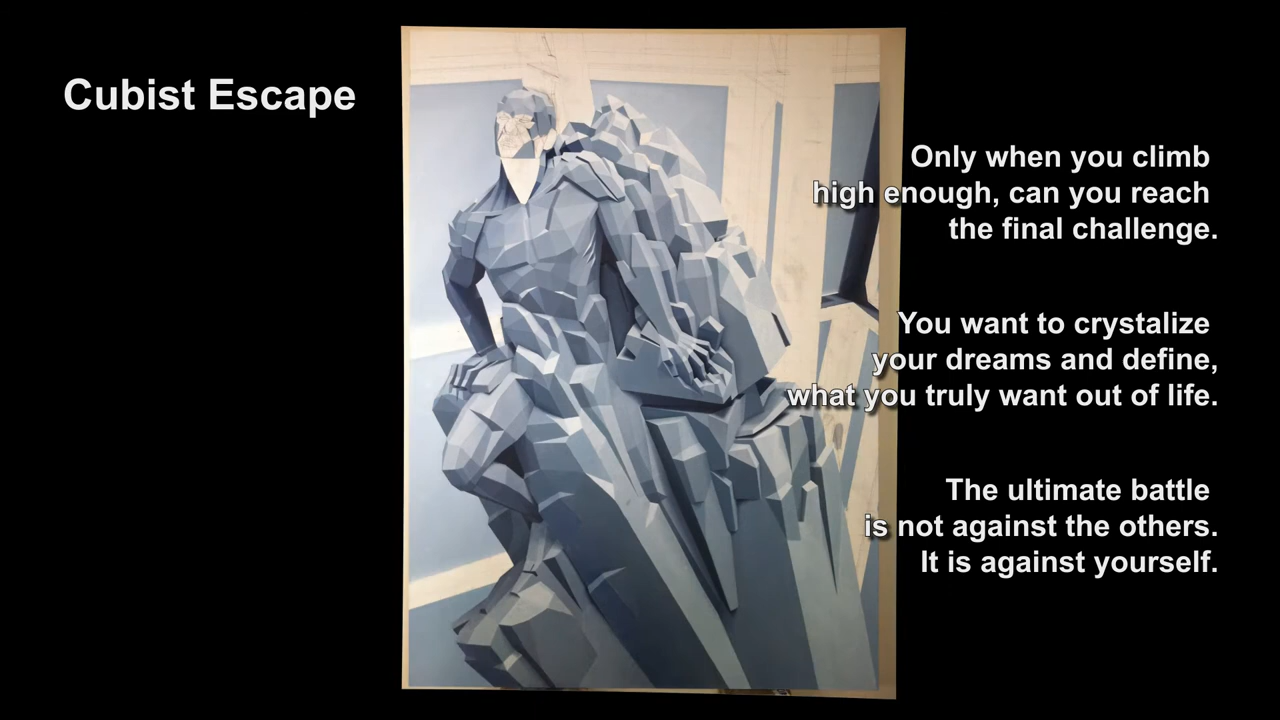 Cubist Escape
Only when you climb
high enough, can you reach
the final challenge.
You want to crystalize
your dreams and define,
what you truly want out of life.
The ultimate battle
is not against the others.
It is against yourself.